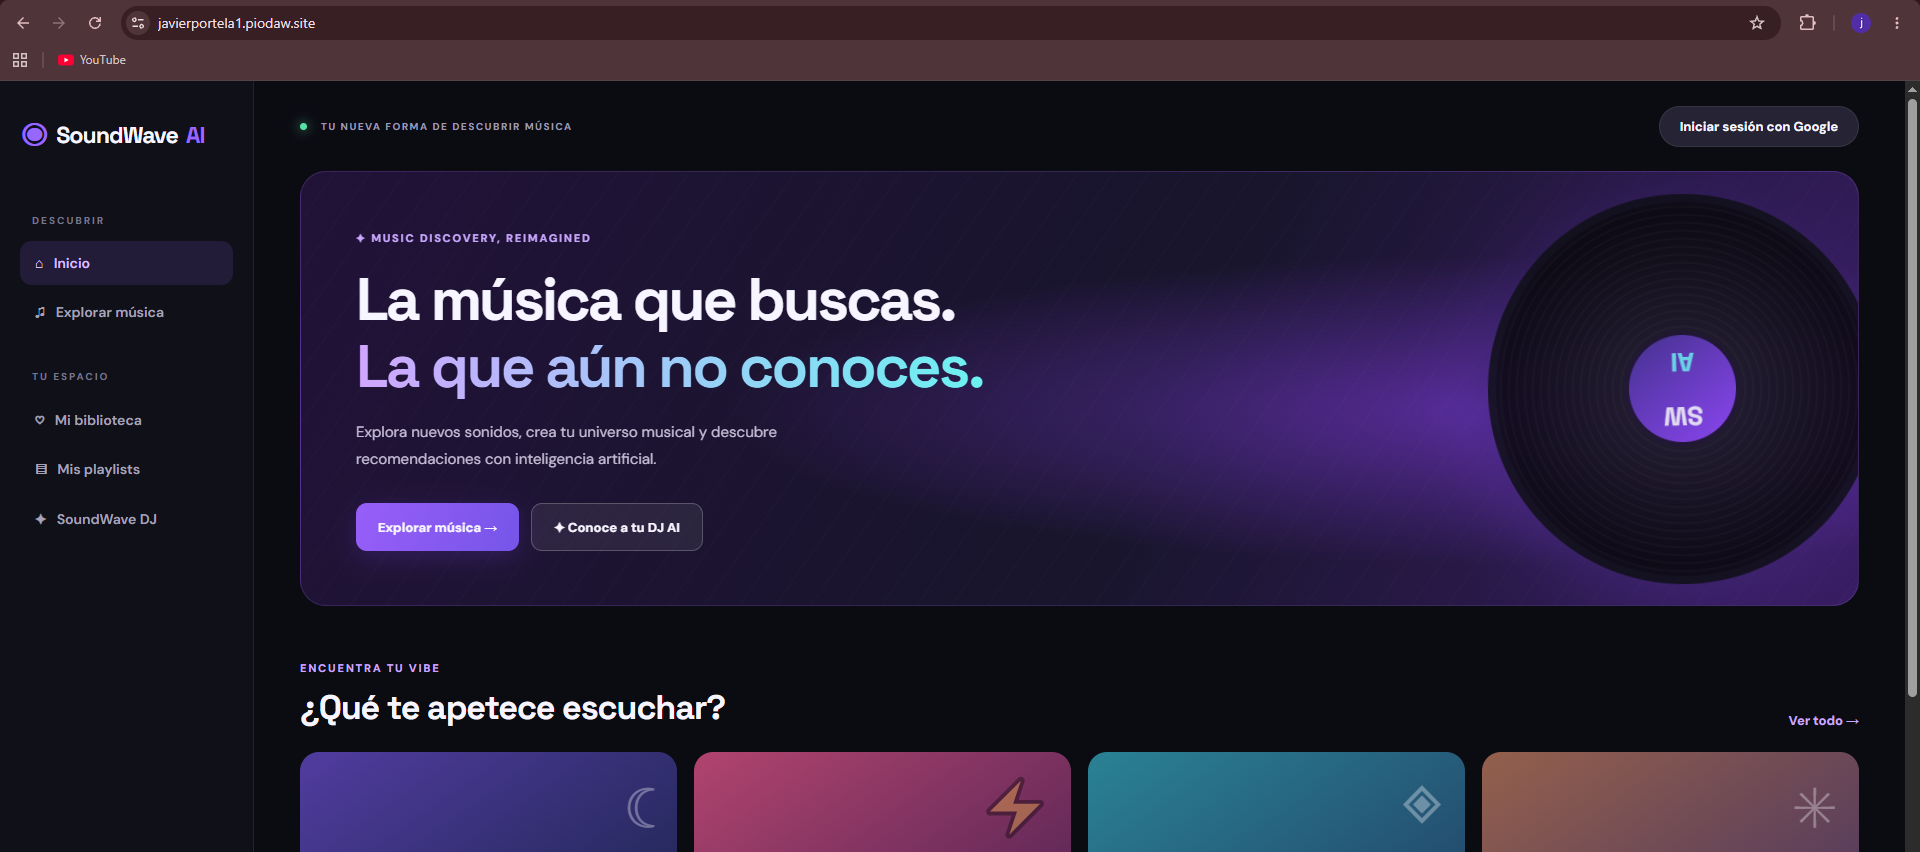 javierportela1.piodaw.site
j
YouTube
SoundWave AI
DESCUBRIR
Inicio
Explorar música
TU ESPACIO
Mi biblioteca
Mis playlists
SoundWave DJ
TU NUEVA FORMA DE DESCUBRIR MÚSICA
Iniciar sesión con Google
✦ MUSIC DISCOVERY, REIMAGINED
La música que buscas.
La que aún no conoces.
Explora nuevos sonidos, crea tu universo musical y descubre
recomendaciones con inteligencia artificial.
Explorar música →
✦ Conoce a tu DJ AI
SW
AI
ENCUENTRA TU VIBE
¿Qué te apetece escuchar?
Ver todo →